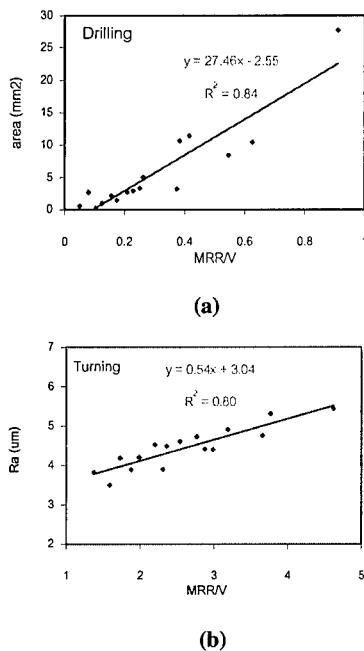 30
Drilling
25
y = 27.46x - 2.55
20
R² = 0.84
area (mm2)
15
10
5
0
0 0.2 0.4 0.6 0.8 1
MRR/V
(a)
7
Turning
y = 0.54x + 3.04
6
R² = 0.80
Ra (um)
5
4
3
2
1 2 3 4 5
MRR/V
(b)